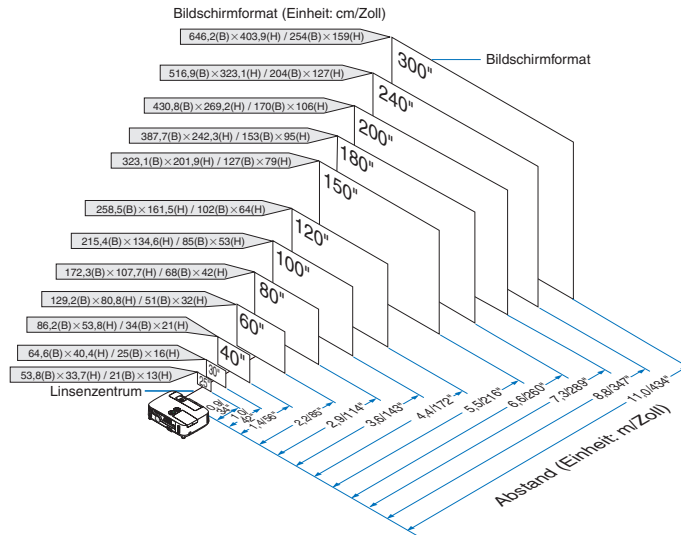 Bildschirmformat (Einheit: cm/Zoll)
646,2(B)×403,9(H) / 254(B)×159(H)
300"
Bildschirmformat
516,9(B)×323,1(H) / 204(B)×127(H)
240"
430,8(B)×269,2(H) / 170(B)×106(H)
200"
387,7(B)×242,3(H) / 153(B)×95(H)
180"
323,1(B)×201,9(H) / 127(B)×79(H)
150"
258,5(B)×161,5(H) / 102(B)×64(H)
120"
215,4(B)×134,6(H) / 85(B)×53(H)
100"
172,3(B)×107,7(H) / 68(B)×42(H)
80"
129,2(B)×80,8(H) / 51(B)×32(H)
60"
86,2(B)×53,8(H) / 34(B)×21(H)
40"
64,6(B)×40,4(H) / 25(B)×16(H)
30"
53,8(B)×33,7(H) / 21(B)×13(H)
25"
Linsenzentrum
34"
42"
1,4/56"
2,2/85"
2,9/114"
3,6/143"
4,4/172"
5,5/216"
6,6/260"
7,3/289"
8,8/347"
11,0/434"
Abstand (Einheit: m/Zoll)